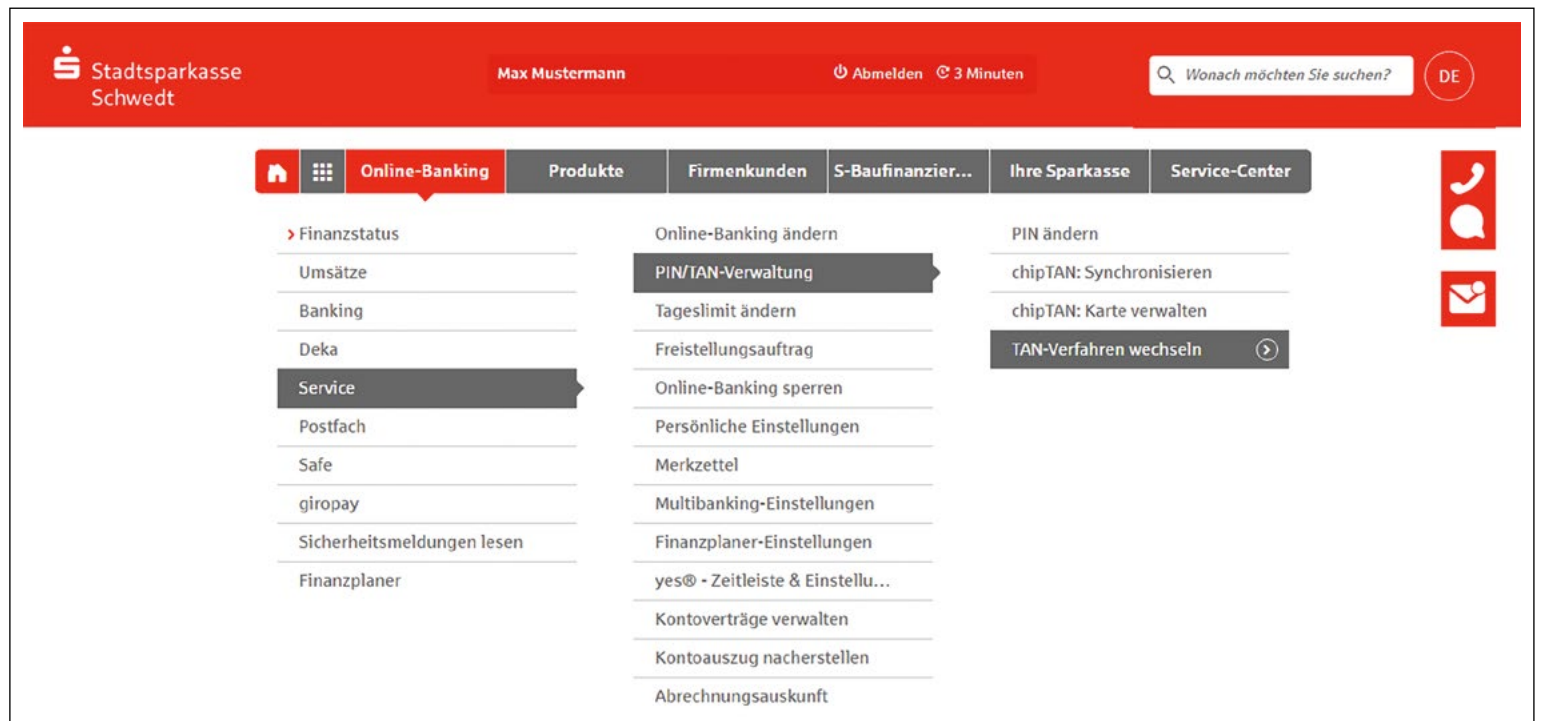 Stadtsparkasse
Schwedt
Max Mustermann
Abmelden 3 Minuten
Wonach möchten Sie suchen?
DE
Online-Banking
Produkte
Firmenkunden
S-Baufinanzier...
Ihre Sparkasse
Service-Center
Finanzstatus
Umsätze
Banking
Deka
Service
Postfach
Safe
giropay
Sicherheitsmeldungen lesen
Finanzplaner
Online-Banking ändern
PIN/TAN-Verwaltung
Tageslimit ändern
Freistellungsauftrag
Online-Banking sperren
Persönliche Einstellungen
Merkzettel
Multibanking-Einstellungen
Finanzplaner-Einstellungen
yes® - Zeitleiste & Einstellu...
Kontoverträge verwalten
Kontoauszug nacherstellen
Abrechnungsauskunft
PIN ändern
chipTAN: Synchronisieren
chipTAN: Karte verwalten
TAN-Verfahren wechseln